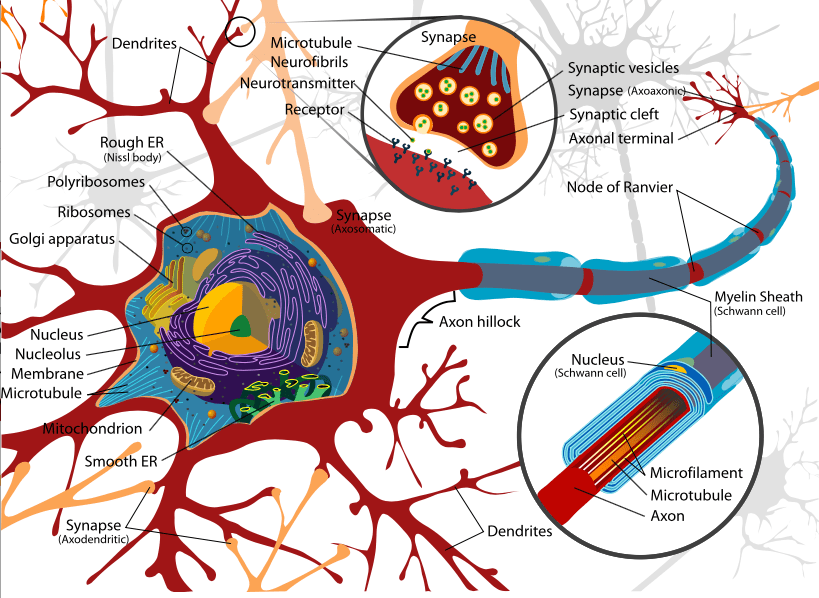 Dendrites
Microtubule
Neurofibrils
Neurotransmitter
Receptor
Synapse
Synaptic vesicles
Synapse (Axoaxonic)
Synaptic cleft
Axonal terminal
Rough ER
(Nissl body)
Polyribosomes
Ribosomes
Golgi apparatus
Synapse
(Axosomatic)
Node of Ranvier
Nucleus
Nucleolus
Membrane
Microtubule
Mitochondrion
Smooth ER
Synapse
(Axodendritic)
Axon hillock
Myelin Sheath
(Schwann cell)
Nucleus
(Schwann cell)
Microfilament
Microtubule
Axon
Dendrites